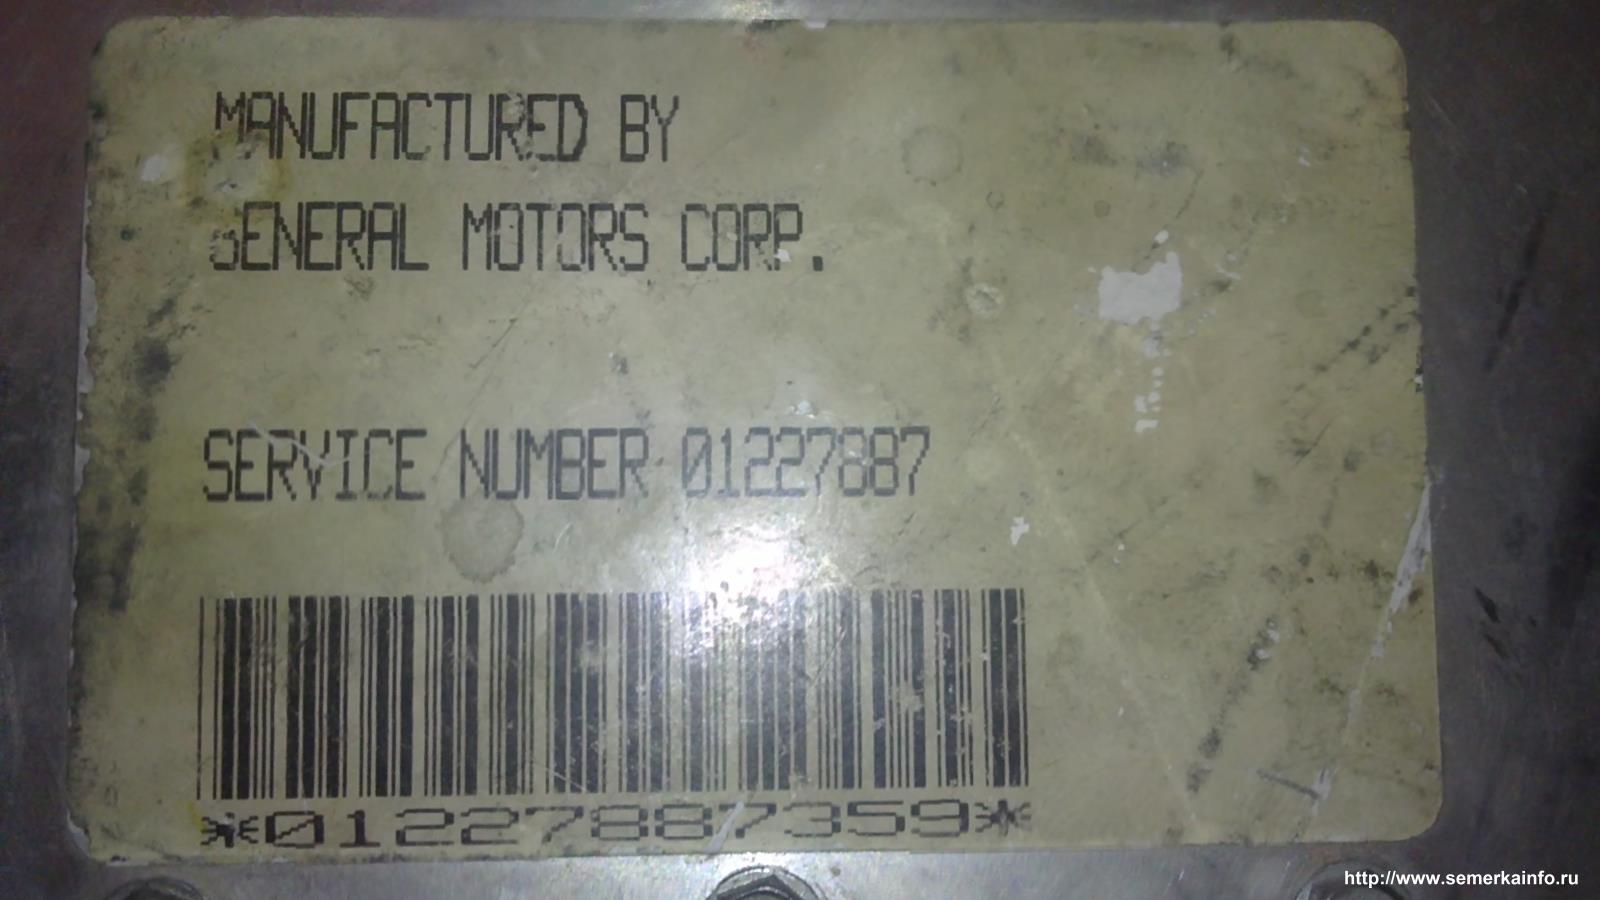 MANUFACTURED BY
GENERAL MOTORS CORP.
SERVICE NUMBER 01227887
*01227887359*
http://www.semerkainfo.ru